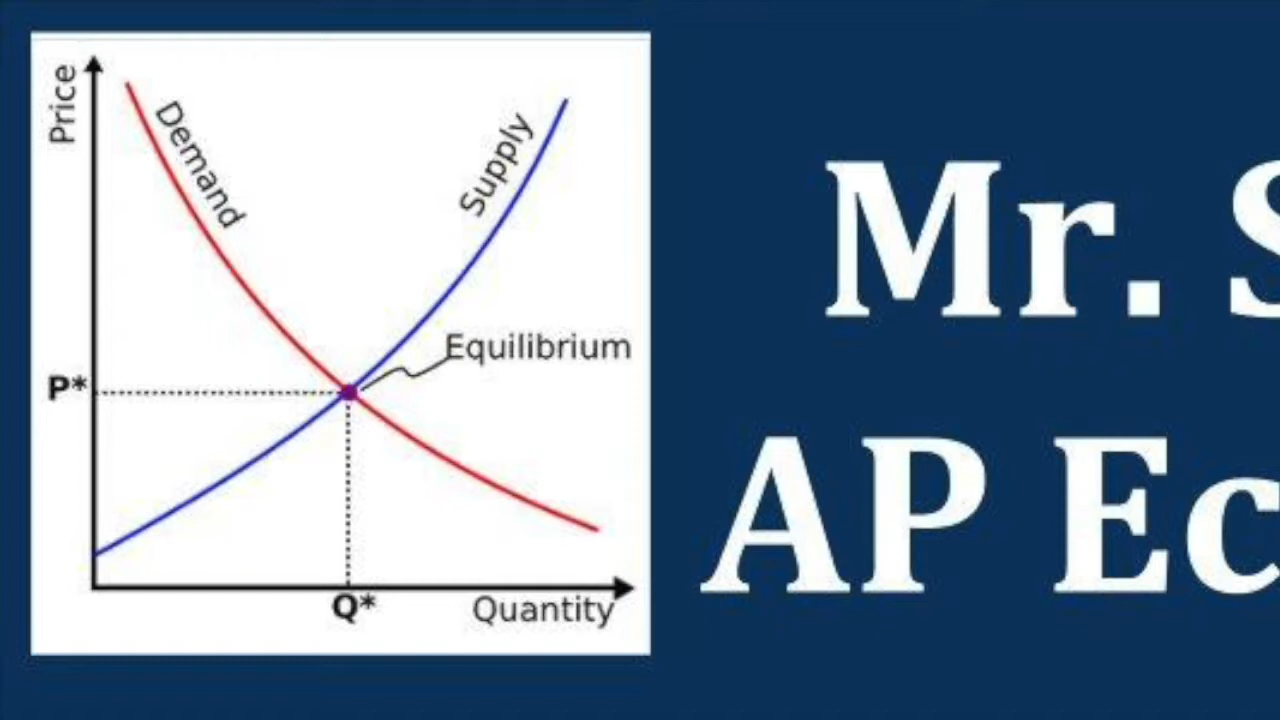 Price
Demand
Supply
Equilibrium
P*
Q*
Quantity
Mr.
AP